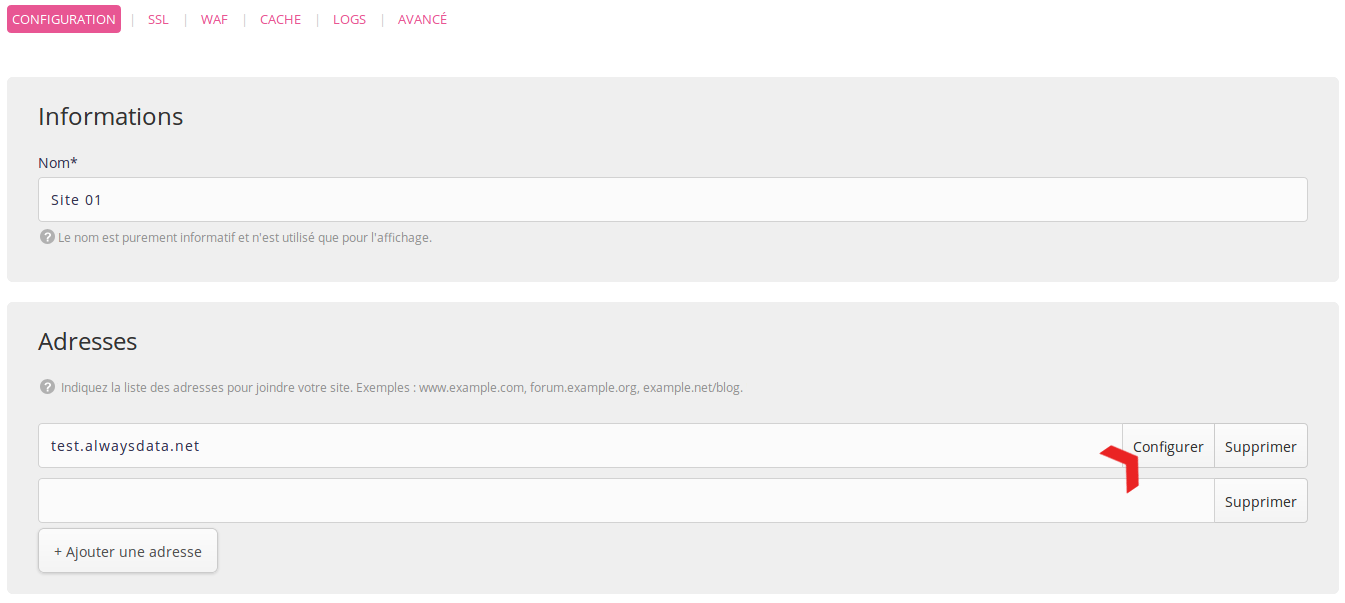 CONFIGURATION | SSL | WAF | CACHE | LOGS | AVANCÉ
Informations
Nom*
Site 01
? Le nom est purement informatif et n'est utilisé que pour l'affichage.
Adresses
? Indiquez la liste des adresses pour joindre votre site. Exemples : www.example.com, forum.example.org, example.net/blog.
test.alwaysdata.net Configurer Supprimer
Supprimer
+ Ajouter une adresse